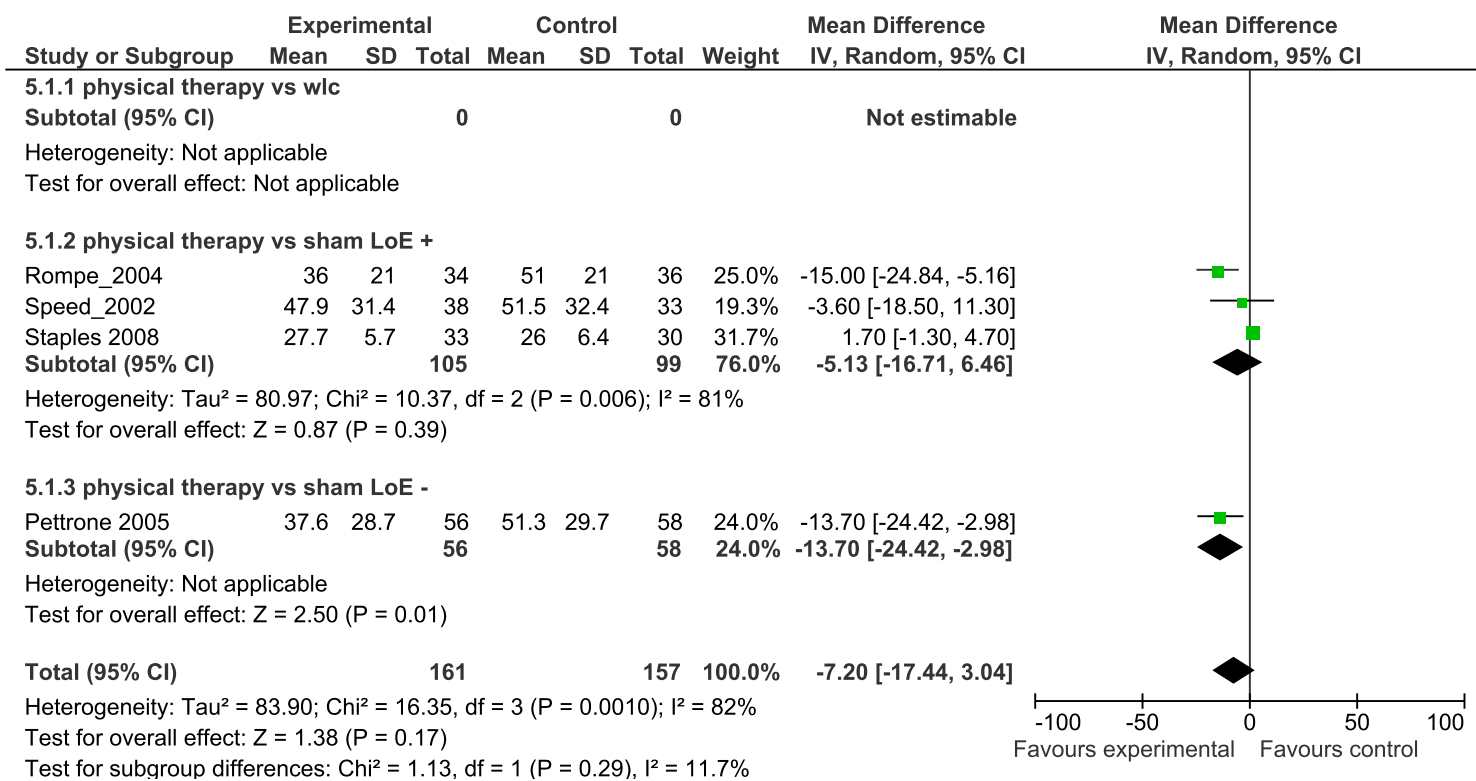 Experimental Control Mean Difference Mean Difference
Study or Subgroup Mean SD Total Mean SD Total Weight IV, Random, 95% CI IV, Random, 95% CI
5.1.1 physical therapy vs wlc
Subtotal (95% CI) 0 0 Not estimable
Heterogeneity: Not applicable
Test for overall effect: Not applicable
5.1.2 physical therapy vs sham LoE +
Rompe_2004 36 21 34 51 21 36 25.0% -15.00 [-24.84, -5.16]
Speed_2002 47.9 31.4 38 51.5 32.4 33 19.3% -3.60 [-18.50, 11.30]
Staples 2008 27.7 5.7 33 26 6.4 30 31.7% 1.70 [-1.30, 4.70]
Subtotal (95% CI) 105 99 76.0% -5.13 [-16.71, 6.46]
Heterogeneity: Tau² = 80.97; Chi² = 10.37, df = 2 (P = 0.006); I² = 81%
Test for overall effect: Z = 0.87 (P = 0.39)
5.1.3 physical therapy vs sham LoE -
Pettrone 2005 37.6 28.7 56 51.3 29.7 58 24.0% -13.70 [-24.42, -2.98]
Subtotal (95% CI) 56 58 24.0% -13.70 [-24.42, -2.98]
Heterogeneity: Not applicable
Test for overall effect: Z = 2.50 (P = 0.01)
Total (95% CI) 161 157 100.0% -7.20 [-17.44, 3.04]
Heterogeneity: Tau² = 83.90; Chi² = 16.35, df = 3 (P = 0.0010); I² = 82%
Test for overall effect: Z = 1.38 (P = 0.17)
Test for subgroup differences: Chi² = 1.13, df = 1 (P = 0.29), I² = 11.7%
-100 -50 0 50 100
Favours experimental Favours control